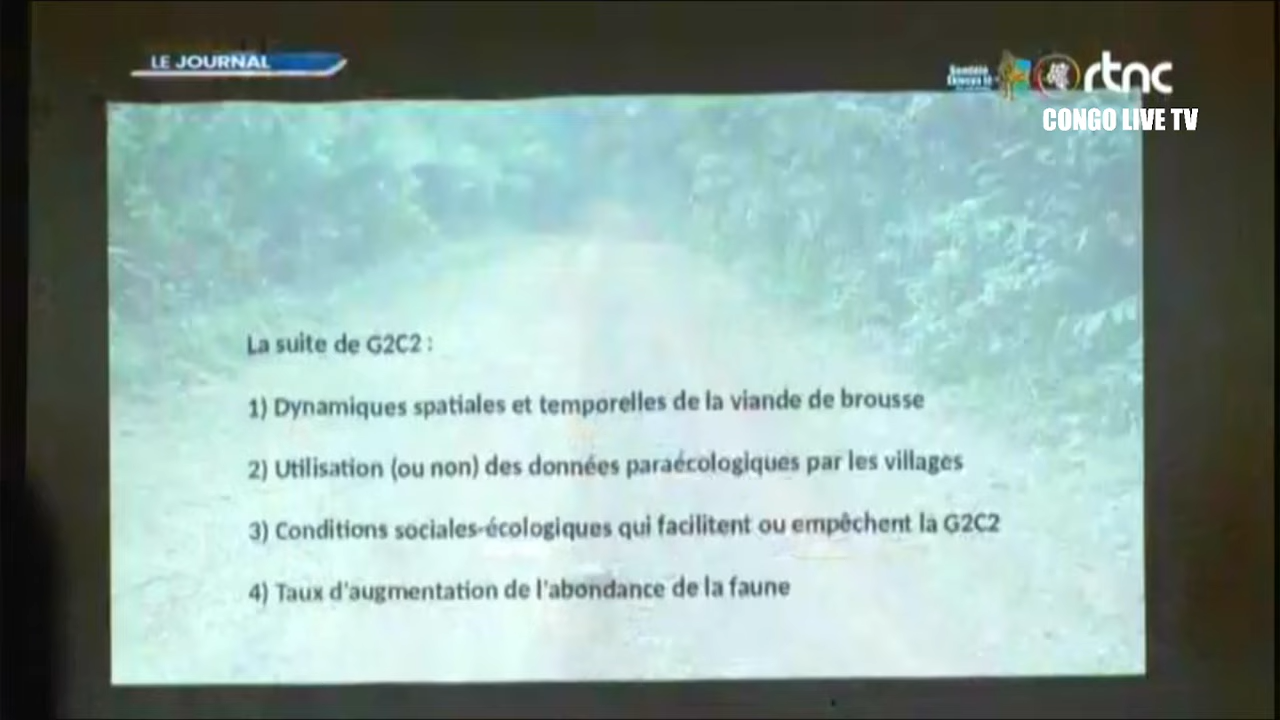 LE JOURNAL
rtnc
CONGO LIVE TV
La suite de G2C2 :
1) Dynamiques spatiales et temporelles de la viande de brousse
2) Utilisation (ou non) des données paraécologiques par les villages
3) Conditions sociales-écologiques qui facilitent ou empêchent la G2C2
4) Taux d'augmentation de l'abondance de la faune